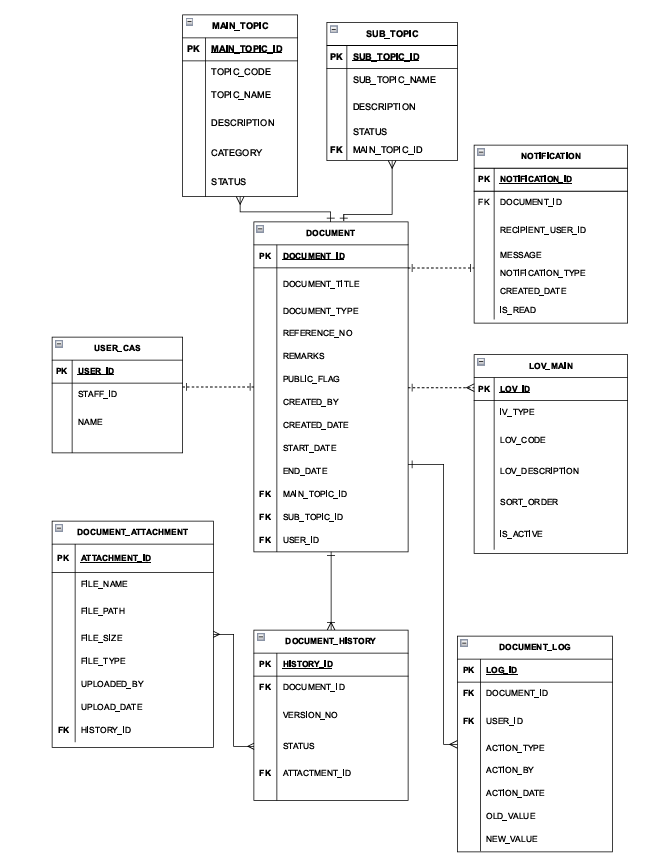 MAIN_TOPIC
PK MAIN_TOPIC_ID
TOPIC_CODE
TOPIC_NAME
DESCRIPTION
CATEGORY
STATUS
SUB_TOPIC
PK SUB_TOPIC_ID
SUB_TOPIC_NAME
DESCRIPTION
STATUS
FK MAIN_TOPIC_ID
NOTIFICATION
PK NOTIFICATION_ID
FK DOCUMENT_ID
RECIPIENT_USER_ID
MESSAGE
NOTIFICATION_TYPE
CREATED_DATE
IS_READ
DOCUMENT
PK DOCUMENT_ID
DOCUMENT_TITLE
DOCUMENT_TYPE
REFERENCE_NO
REMARKS
PUBLIC_FLAG
CREATED_BY
CREATED_DATE
START_DATE
END_DATE
FK MAIN_TOPIC_ID
FK SUB_TOPIC_ID
FK USER_ID
USER_CAS
PK USER_ID
STAFF_ID
NAME
LOV_MAIN
PK LOV_ID
IV_TYPE
LOV_CODE
LOV_DESCRIPTION
SORT_ORDER
IS_ACTIVE
DOCUMENT_ATTACHMENT
PK ATTACHMENT_ID
FILE_NAME
FILE_PATH
FILE_SIZE
FILE_TYPE
UPLOADED_BY
UPLOAD_DATE
FK HISTORY_ID
DOCUMENT_HISTORY
PK HISTORY_ID
FK DOCUMENT_ID
VERSION_NO
STATUS
FK ATTACTMENT_ID
DOCUMENT_LOG
PK LOG_ID
FK DOCUMENT_ID
FK USER_ID
ACTION_TYPE
ACTION_BY
ACTION_DATE
OLD_VALUE
NEW_VALUE